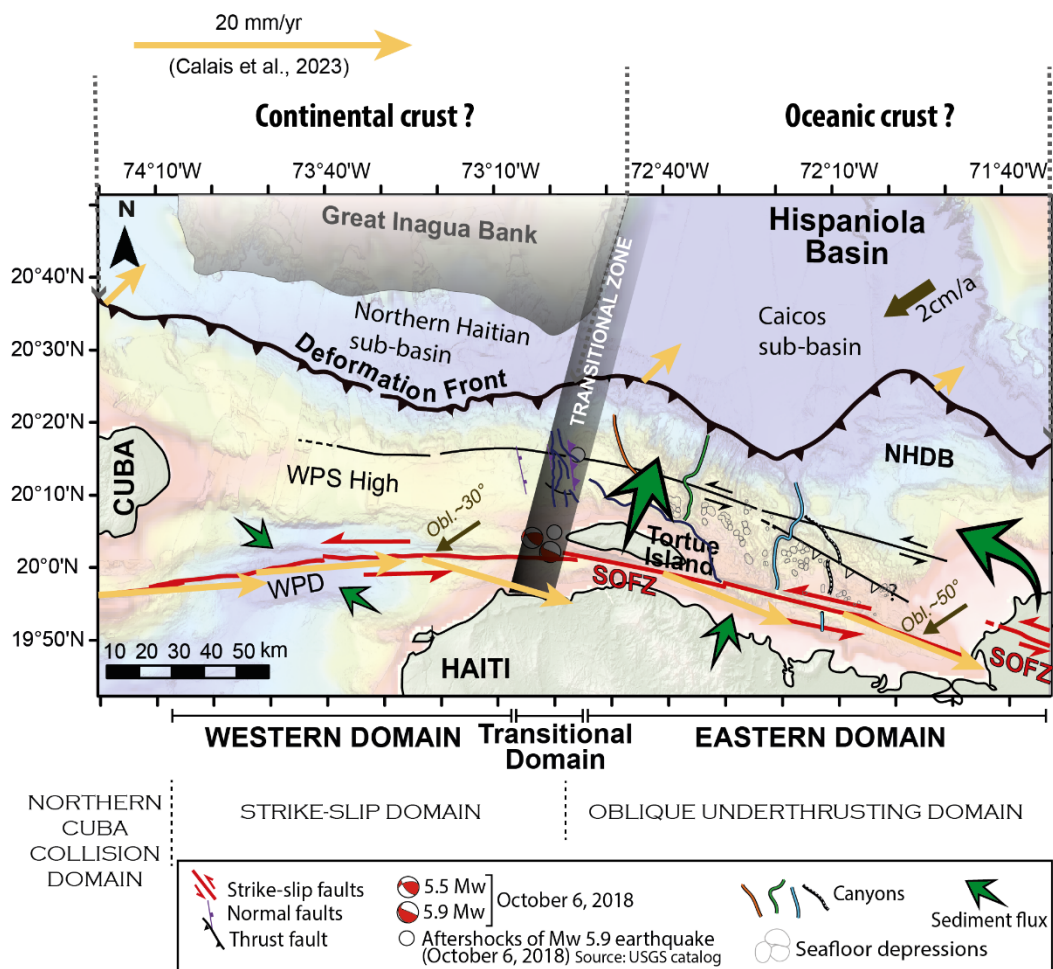 20 mm/yr
(Calais et al., 2023)
Continental crust ?
Oceanic crust ?
74°10'W
73°40'W
73°10'W
72°40'W
72°10'W
71°40'W
N
Great Inagua Bank
Hispaniola
Basin
20°40'N
20°30'N
20°20'N
20°10'N
20°0'N
19°50'N
TRANSITIONAL ZONE
2cm/a
Northern Haitian
sub-basin
Caicos
sub-basin
Deformation Front
NHDB
CUBA
WPS High
Obl.~30°
Tortue
Island
WPD
SOFZ
?
Obl.~50°
SOFZ
HAITI
10 20 30 40 50 km
WESTERN DOMAIN
Transitional
Domain
EASTERN DOMAIN
NORTHERN
CUBA
COLLISION
DOMAIN
STRIKE-SLIP DOMAIN
OBLIQUE UNDERTHRUSTING DOMAIN
Strike-slip faults
Normal faults
Thrust fault
5.5 Mw
5.9 Mw
October 6, 2018
Aftershocks of Mw 5.9 earthquake
(October 6, 2018) Source: USGS catalog
Canyons
Seafloor depressions
Sediment flux